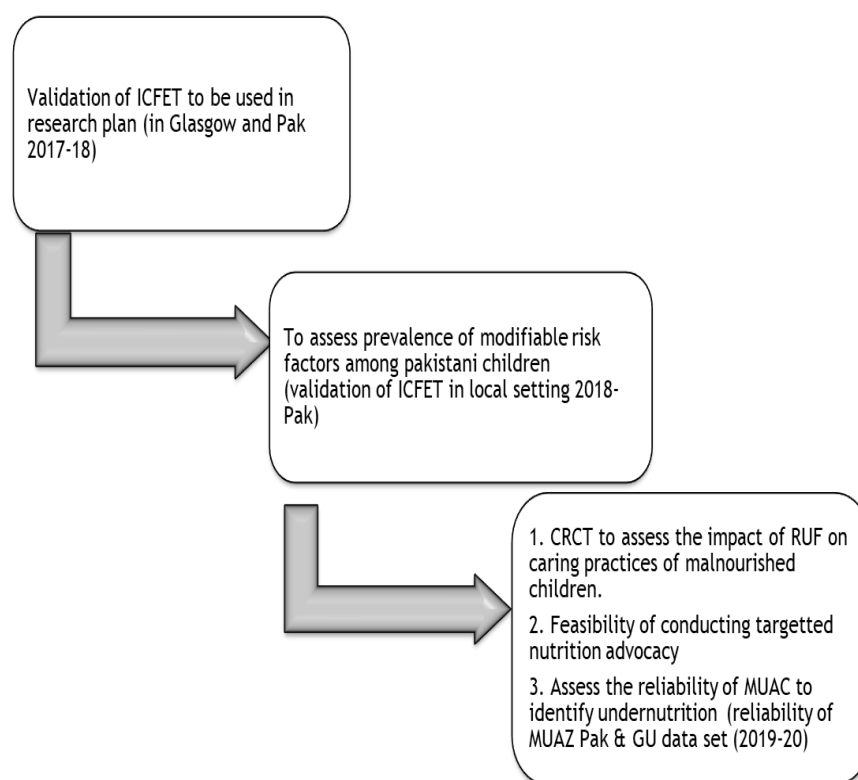 Validation of ICFET to be used in
research plan (in Glasgow and Pak
2017-18)
To assess prevalence of modifiable risk
factors among pakistani children
(validation of ICFET in local setting 2018-
Pak)
1. CRCT to assess the impact of RUF on
caring practices of malnourished
children.
2. Feasibility of conducting targetted
nutrition advocacy
3. Assess the reliability of MUAC to
identify undernutrition (reliability of
MUAZ Pak & GU data set (2019-20)